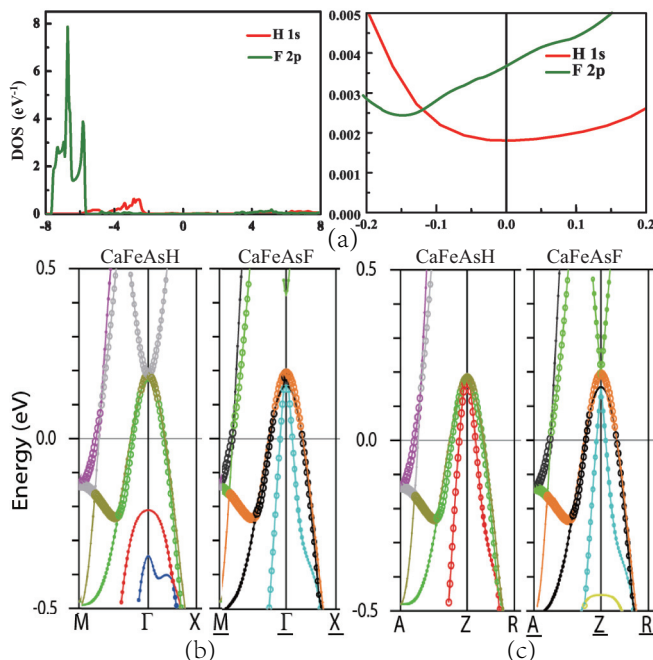 8
6
4
2
0
DOS (eV⁻¹)
H 1s
F 2p
-8 -4 0 4 8
0.005
0.004
0.003
0.002
0.001
0.000
H 1s
F 2p
-0.2 -0.1 0.0 0.1 0.2
(a)
CaFeAsH CaFeAsF CaFeAsH CaFeAsF
0.5 0.5
Energy (eV)
0.0 0.0
-0.5 -0.5
M Γ X M Γ X A Z R A Z R
(b) (c)